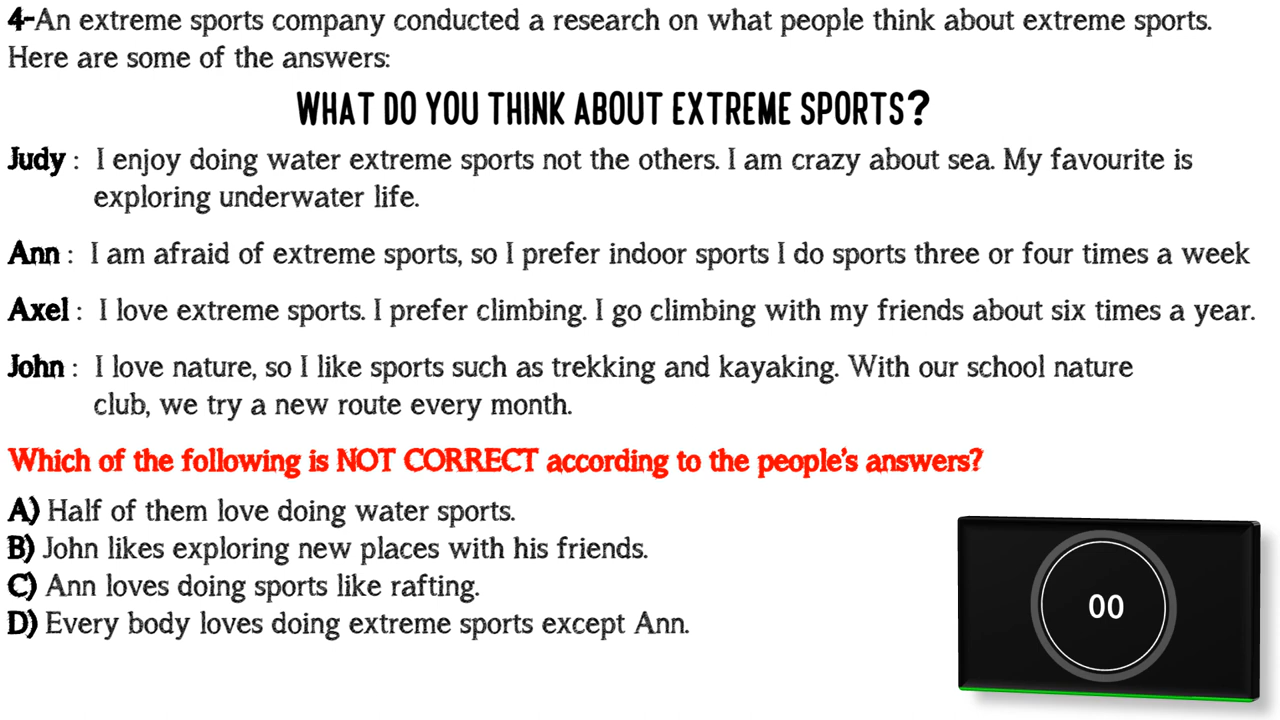 4-An extreme sports company conducted a research on what people think about extreme sports.
Here are some of the answers:
WHAT DO YOU THINK ABOUT EXTREME SPORTS?
Judy : I enjoy doing water extreme sports not the others. I am crazy about sea. My favourite is
exploring underwater life.
Ann : I am afraid of extreme sports, so I prefer indoor sports I do sports three or four times a week
Axel : I love extreme sports. I prefer climbing. I go climbing with my friends about six times a year.
John : I love nature, so I like sports such as trekking and kayaking. With our school nature
club, we try a new route every month.
Which of the following is NOT CORRECT according to the people's answers?
A) Half of them love doing water sports.
B) John likes exploring new places with his friends.
C) Ann loves doing sports like rafting.
D) Every body loves doing extreme sports except Ann.
00